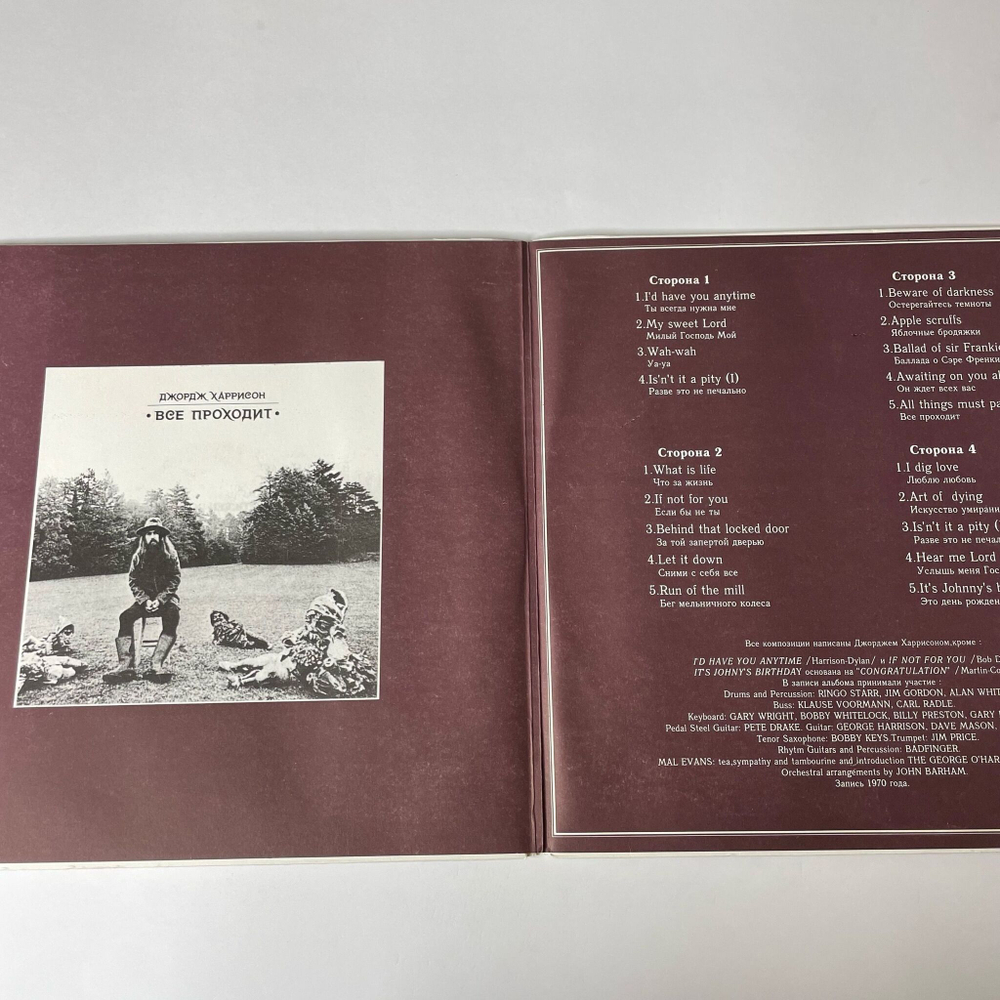 ДЖОРДЖ ХАРРИСОН
• ВСЕ ПРОХОДИТ •
Сторона 1
1.I'd have you anytime
Ты всегда нужна мне
2.My sweet Lord
Милый Господь Мой
3.Wah-wah
Уа-уа
4.Is'n't it a pity (I)
Разве это не печально
Сторона 2
1.What is life
Что за жизнь
2.If not for you
Если бы не ты
3.Behind that locked door
За той запертой дверью
4.Let it down
Сними с себя все
5.Run of the mill
Бег мельничного колеса
Сторона 3
1.Beware of darkness
Остерегайтесь темноты
2.Apple scruffs
Яблочные бродяжки
3.Ballad of sir Frankie
Баллада о Сэре Френки
4.Awaiting on you
Он ждет всех вас
5.All things must
Все проходит
Сторона 4
1.I dig love
Люблю любовь
2.Art of dying
Искусство
3.Is'n't it a pity
Разве это не
4.Hear me Lord
Услышь меня
5.It's Johnny's
Это день
Все композиции написаны Джорджем Харрисоном,кроме :
I'D HAVE YOU ANYTIME /Harrison-Dylan/ и IF NOT FOR YOU /Bob
IT'S JOHNY'S BIRTHDAY основана на "CONGRATULATION" /Martin-
В записи альбома принимали участие :
Drums and Percussion: RINGO STARR, JIM GORDON, ALAN
Buss: KLAUSE VOORMANN, CARL RADLE.
Keyboard: GARY WRIGHT, BOBBY WHITELOCK, BILLY PRESTON, GARY
Pedal Steel Guitar: PETE DRAKE. Guitar: GEORGE HARRISON, DAVE MASON.
Tenor Saxophone: BOBBY KEYS.Trumpet: JIM PRICE.
Rhytm Guitars and Percussion: BADFINGER.
MAL EVANS: tea,sympathy and tambourine and introduction THE GEORGE
Orchestral arrangements by JOHN BARHAM.
Запись 1970 года.